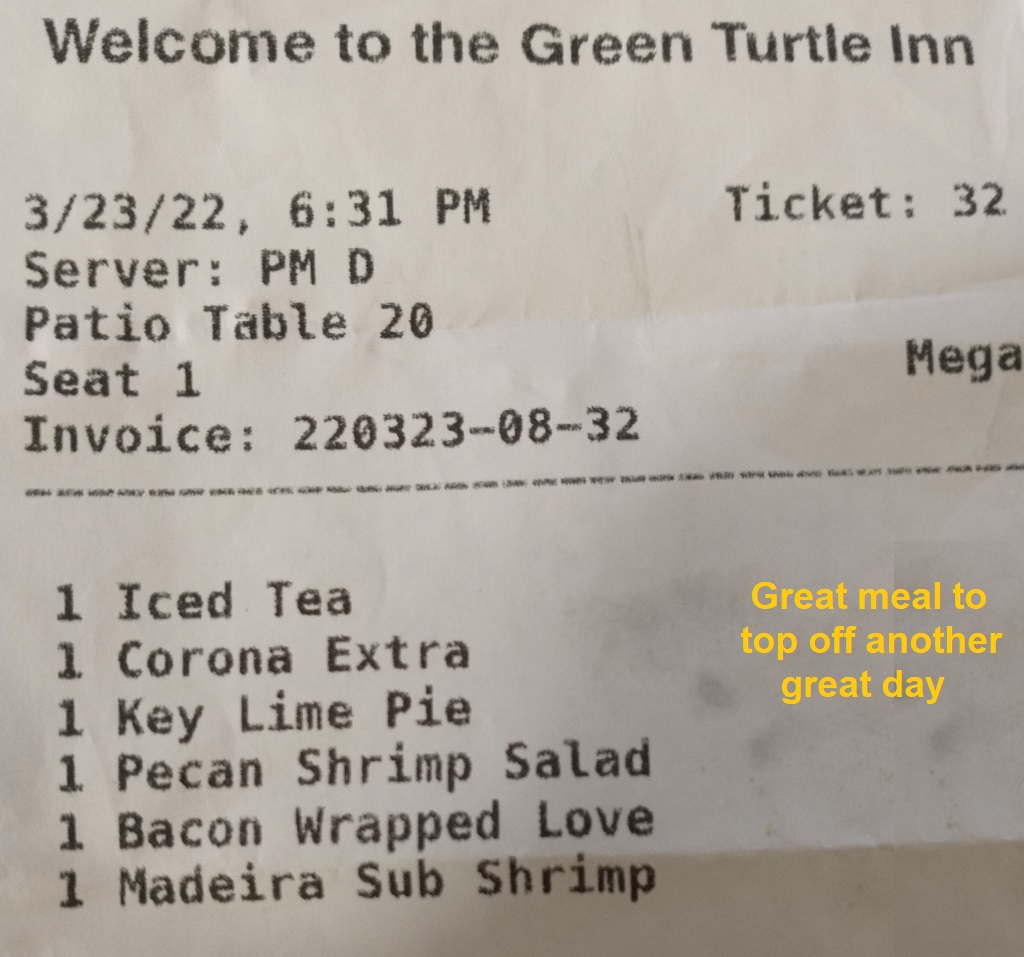 Welcome to the Green Turtle Inn
3/23/22, 6:31 PM Ticket: 32
Server: PM D
Patio Table 20
Mega
Seat 1
Invoice: 220323-08-32
1 Iced Tea
1 Corona Extra
1 Key Lime Pie
1 Pecan Shrimp Salad
1 Bacon Wrapped Love
1 Madeira Sub Shrimp
Great meal to
top off another
great day